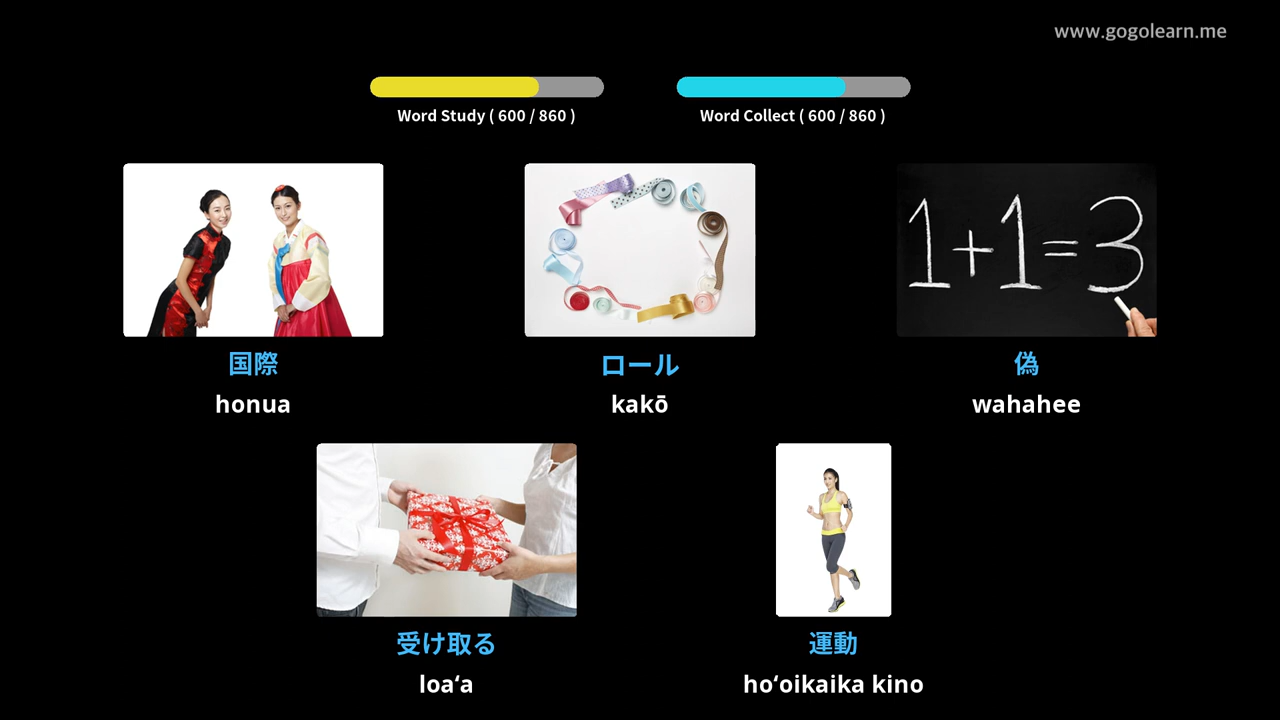 www.gogolearn.me
Word Study ( 600 / 860 )
Word Collect ( 600 / 860 )
1+1=3
国際
honua
ロール
kakō
偽
wahahee
受け取る
loaʻa
運動
hoʻoikaika kino